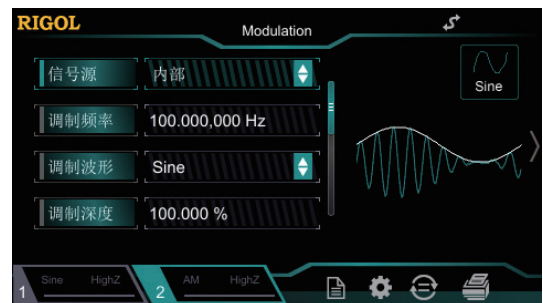 RIGOL
Modulation
信号源 内部
Sine
调制频率 100.000,000 Hz
调制波形 Sine
调制深度 100.000 %
1 Sine HighZ 2 AM HighZ